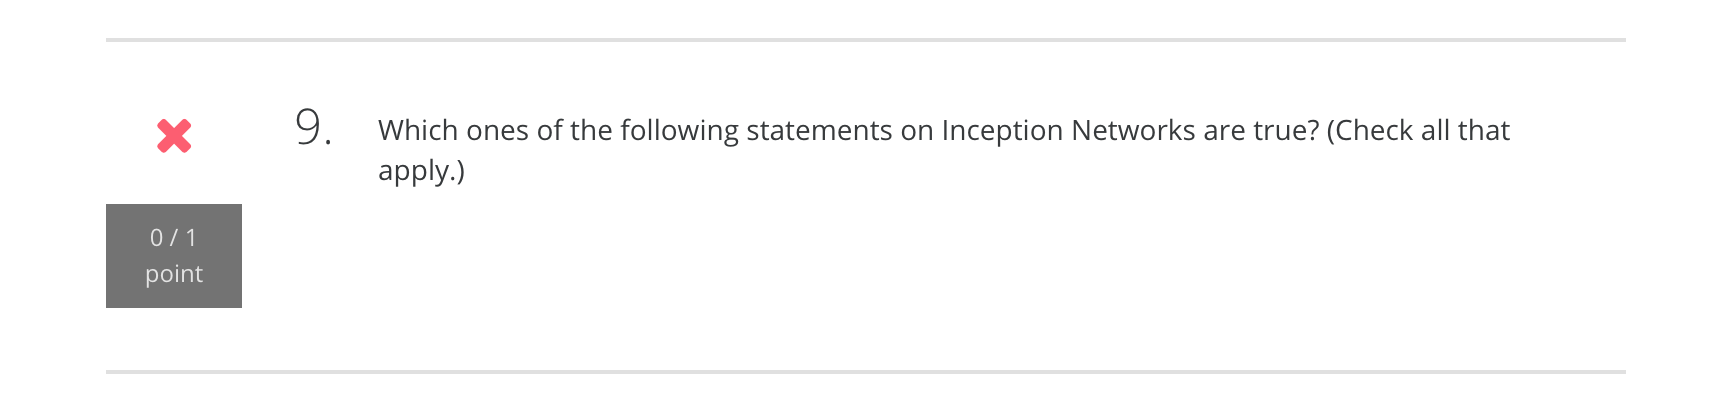 9.
Which ones of the following statements on Inception Networks are true? (Check all that
apply.)
0 / 1
point